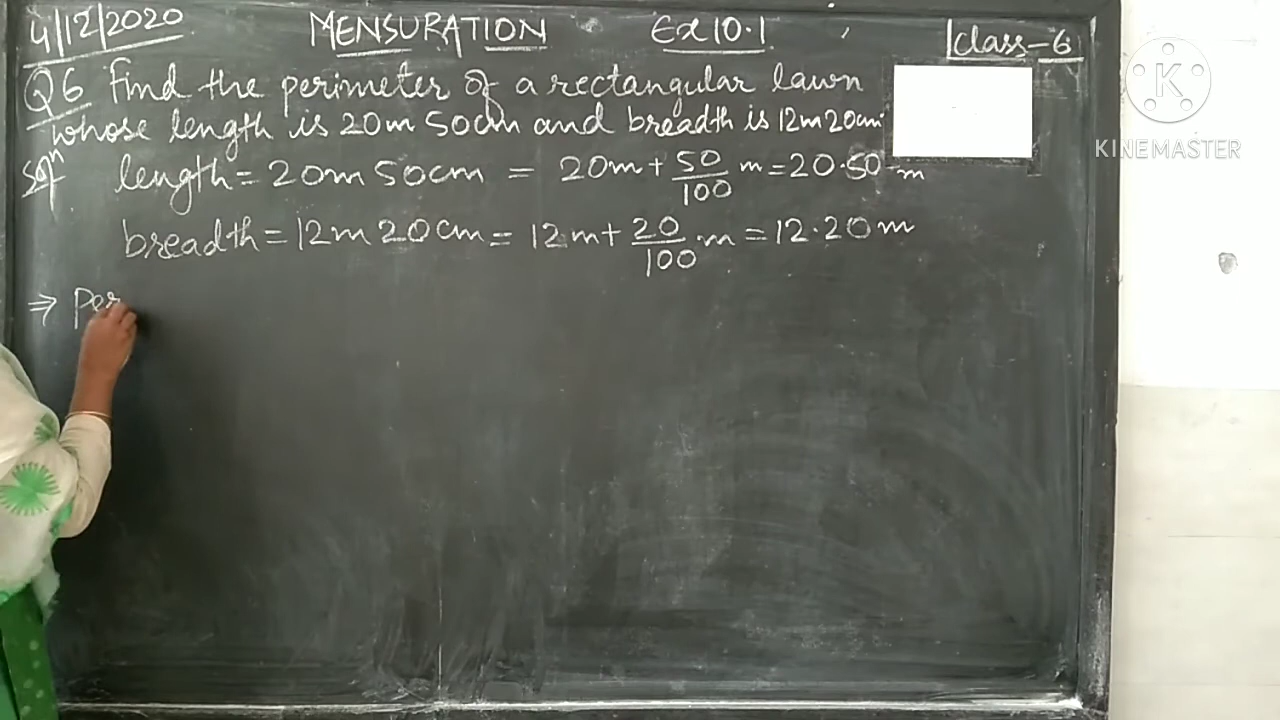 4/12/2020 MENSURATION Ex 10.1 Class-6
Q6 Find the perimeter of a rectangular lawn
whose length is 20m 50cm and breadth is 12m 20cm.
Solⁿ length = 20m 50cm = 20m + 50/100 m = 20.50 m
breadth = 12m 20cm = 12m + 20/100 m = 12.20m
⇒ Per
K
KINEMASTER